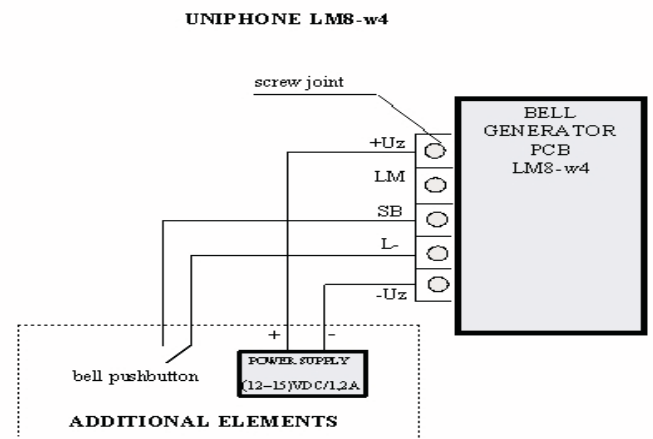 UNIPHONE LM8-w4
screw joint
BELL
GENERATOR
PCB
LM8-w4
+Uz
LM
SB
L-
-Uz
+ -
POWER SUPPLY
(12-15)VDC/1,2A
bell pushbutton
ADDITIONAL ELEMENTS